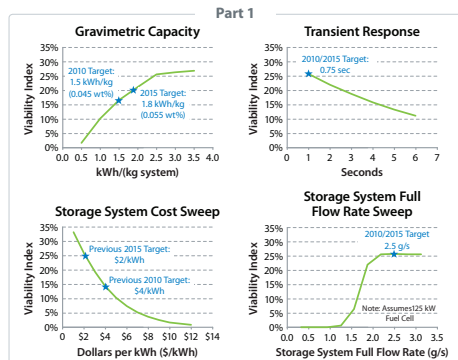 Part 1
Gravimetric Capacity
Viability Index
35%
30%
25%
20%
15%
10%
5%
0%
2010 Target:
1.5 kWh/kg
(0.045 wt%)
2015 Target:
1.8 kWh/kg
(0.055 wt%)
0.0 0.5 1.0 1.5 2.0 2.5 3.0 3.5 4.0
kWh/(kg system)
Transient Response
Viability Index
35%
30%
25%
20%
15%
10%
5%
0%
2010/2015 Target:
0.75 sec
0 1 2 3 4 5 6 7
Seconds
Storage System Cost Sweep
Viability Index
35%
30%
25%
20%
15%
10%
5%
0%
Previous 2015 Target:
$2/kWh
Previous 2010 Target:
$4/kWh
0 $2 $4 $6 $8 $10 $12 $14
Dollars per kWh ($/kWh)
Storage System Full
Flow Rate Sweep
Viability Index
35%
30%
25%
20%
15%
10%
5%
0%
2010/2015 Target
2.5 g/s
Note: Assumes125 kW
Fuel Cell
0.0 0.5 1.0 1.5 2.0 2.5 3.0 3.5
Storage System Full Flow Rate (g/s)